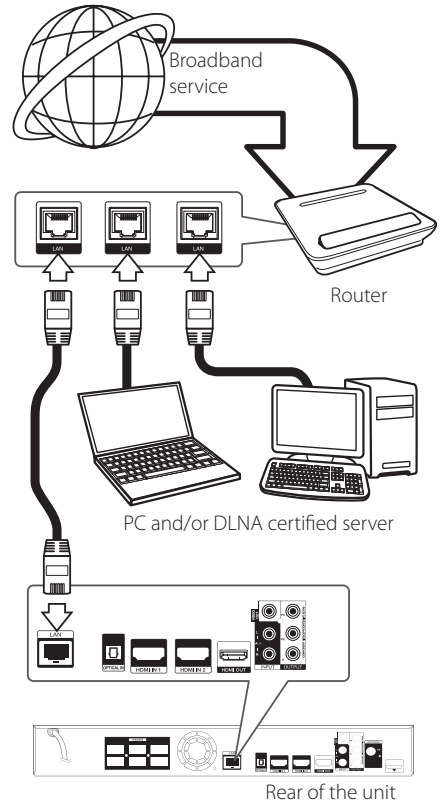 Broadband
service
LAN
LAN
LAN
Router
PC and/or DLNA certified server
LAN
OPTICAL IN
HDMI IN 1
HDMI IN 2
HDMI OUT
INPUT
OUTPUT
Rear of the unit